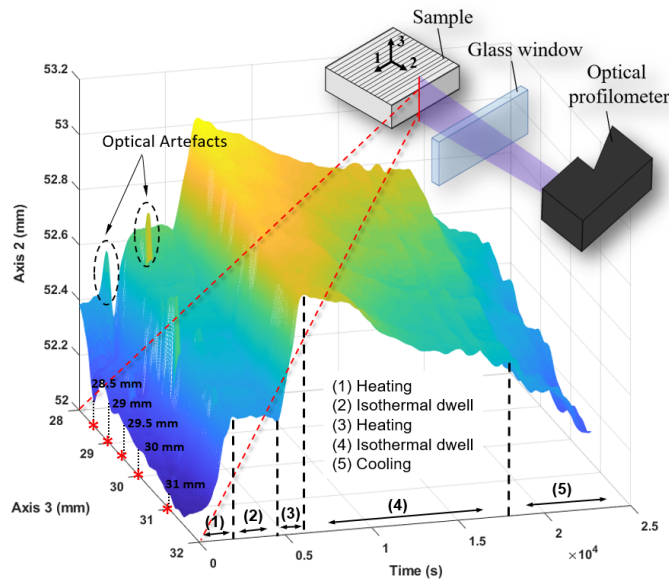 Sample
Glass window
Optical
profilometer
3
1
2
Optical Artefacts
53.2
53
52.8
52.6
52.4
52.2
52
Axis 2 (mm)
28.5 mm
29 mm
29.5 mm
30 mm
31 mm
28
29
30
31
32
Axis 3 (mm)
(1) Heating
(2) Isothermal dwell
(3) Heating
(4) Isothermal dwell
(5) Cooling
(1)
(2)
(3)
(4)
(5)
0
0.5
1
1.5
2
2.5
×10⁴
Time (s)